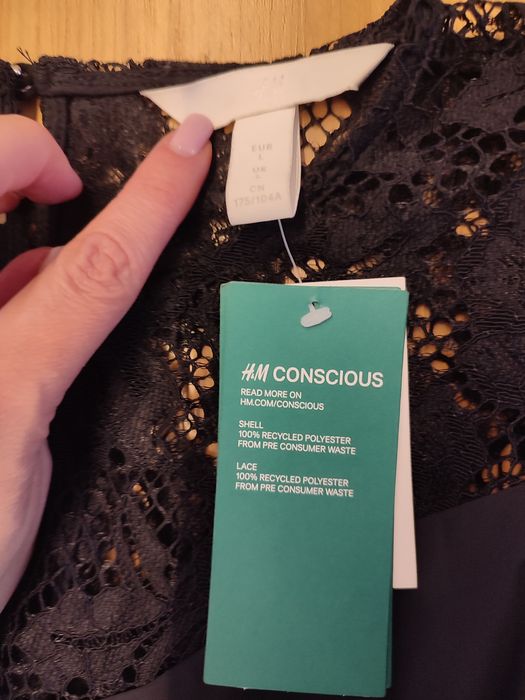 H&M
EUR
L
CN
175/104A
H&M CONSCIOUS
READ MORE ON
HM.COM/CONSCIOUS
SHELL
100% RECYCLED POLYESTER
FROM PRE CONSUMER WASTE
LACE
100% RECYCLED POLYESTER
FROM PRE CONSUMER WASTE